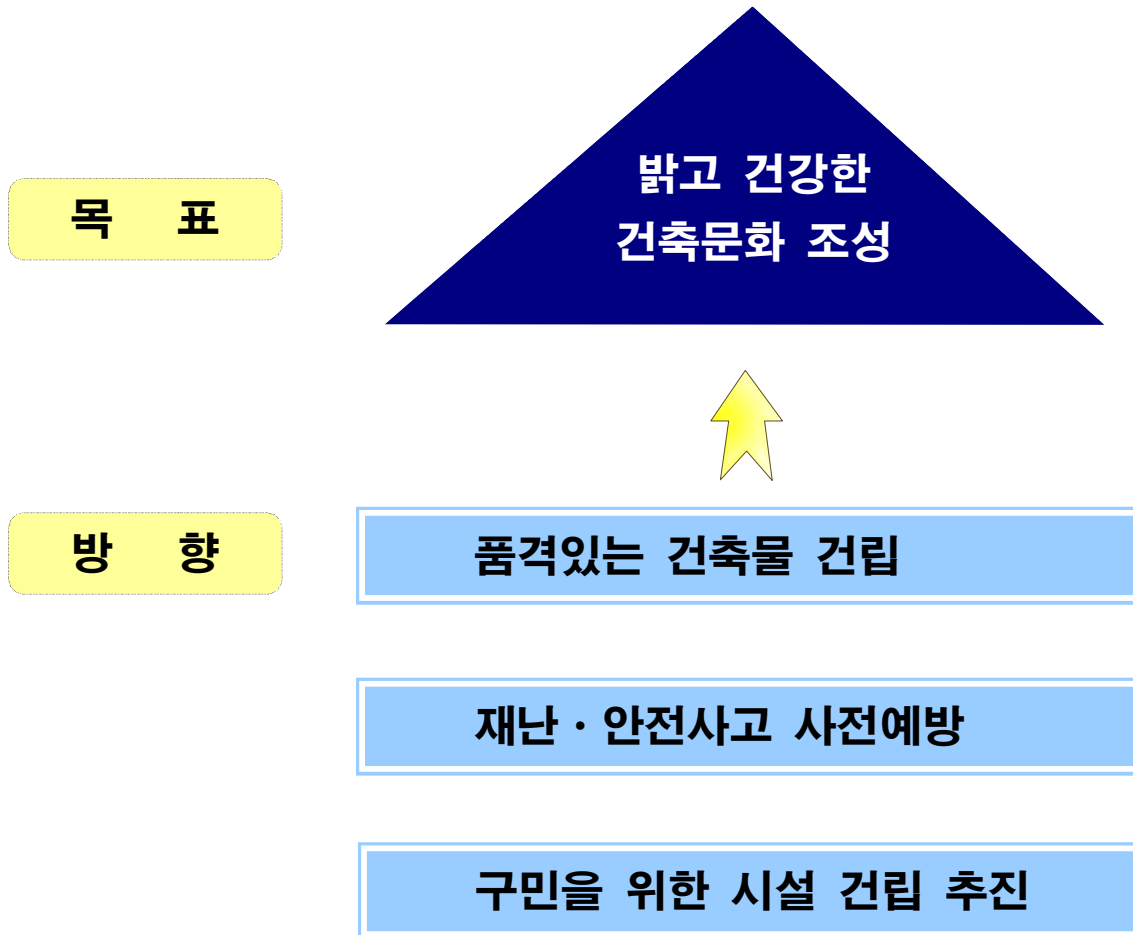 밝고 건강한
목 표
건축문화 조성
방 향
품격있는 건축물 건립
재난 · 안전사고 사전예방
구민을 위한 시설 건립 추진